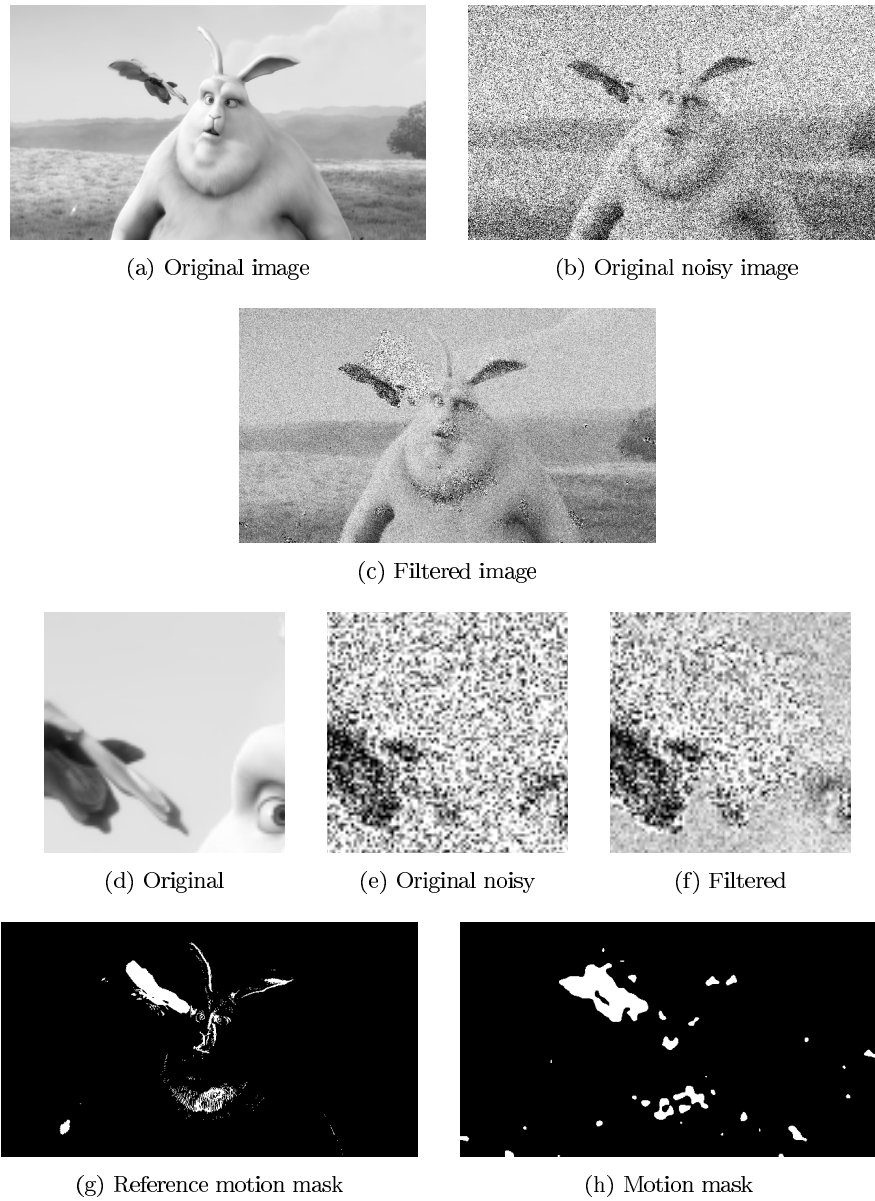 (a) Original image
(b) Original noisy image
(c) Filtered image
(d) Original
(e) Original noisy
(f) Filtered
(g) Reference motion mask
(h) Motion mask